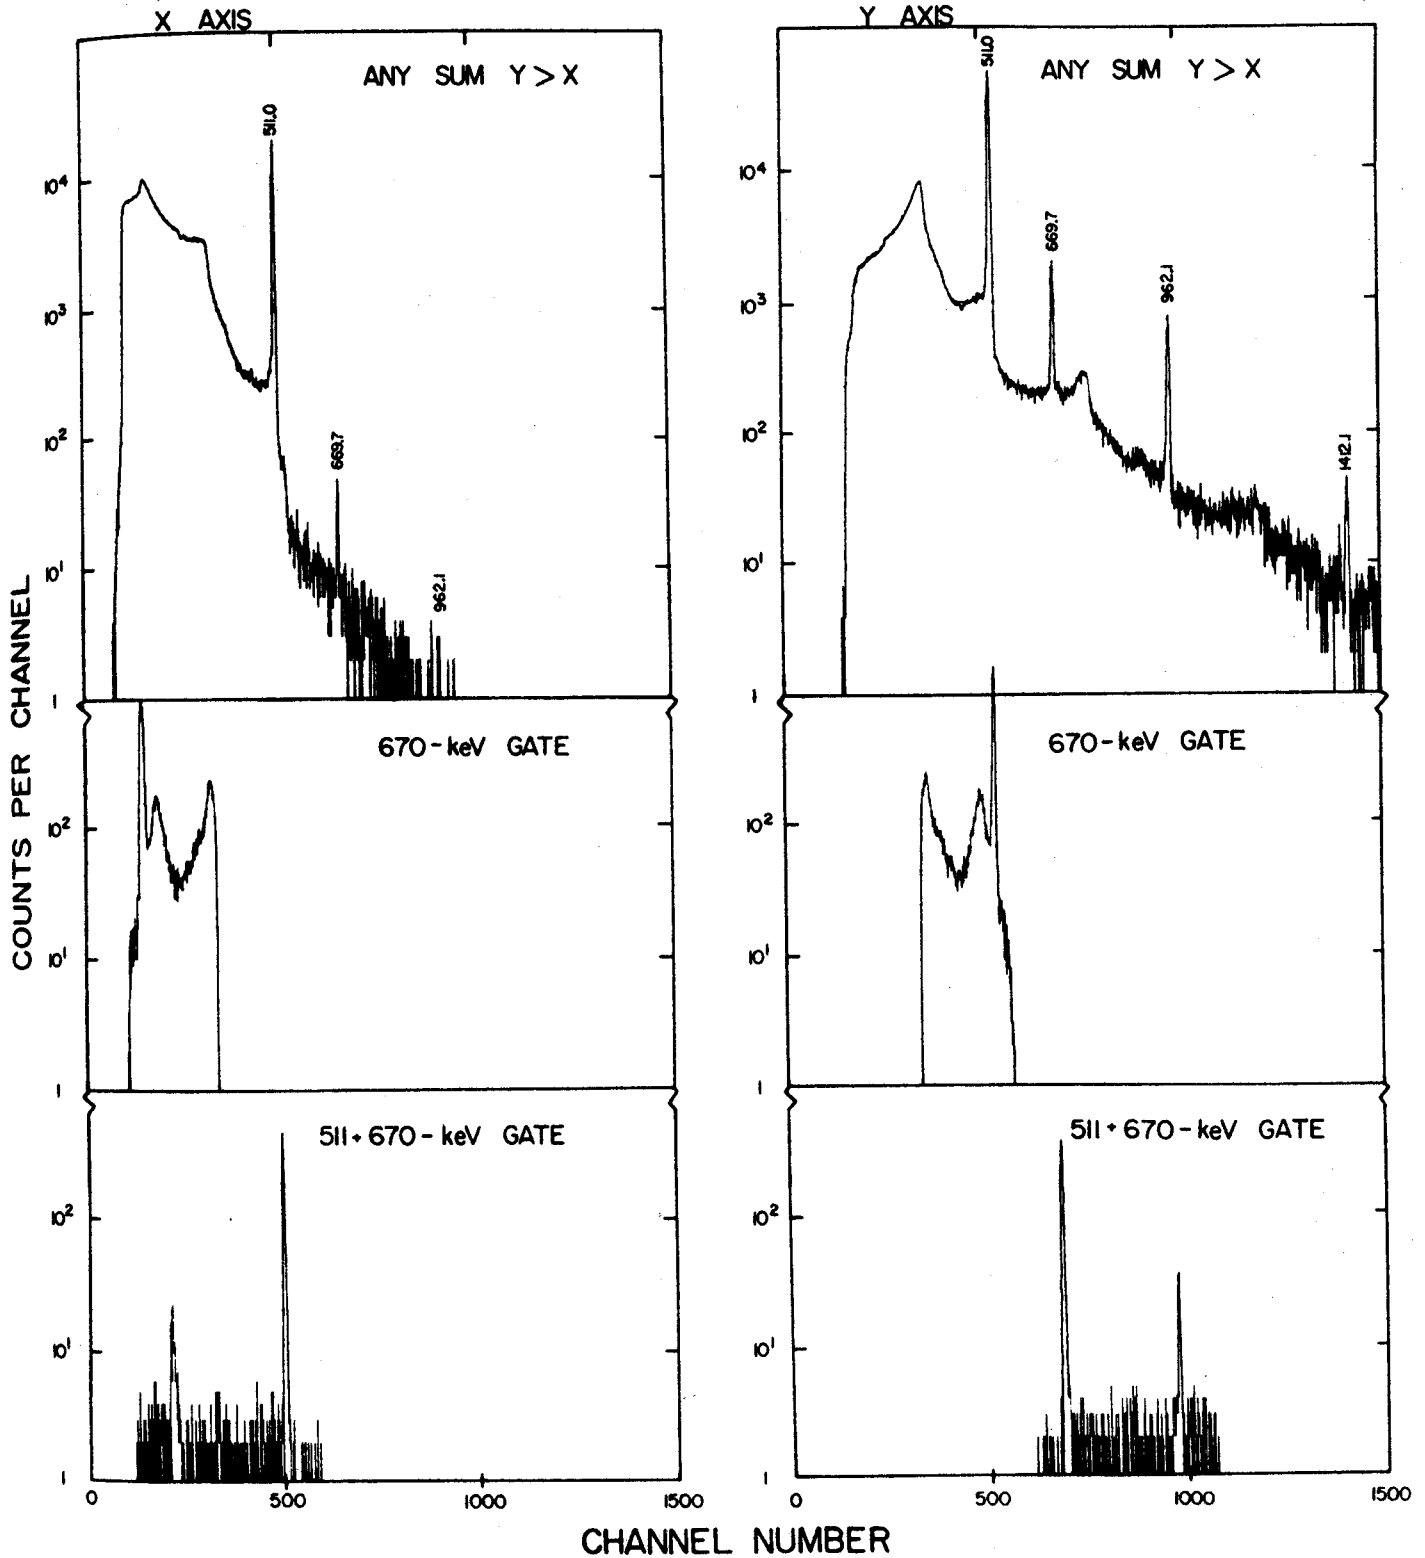 X AXIS
Y AXIS
ANY SUM Y > X
ANY SUM Y > X
511.0
669.7
962.1
511.0
669.7
962.1
1412.1
10⁴
10³
10²
10¹
1
10⁴
10³
10²
10¹
1
670-keV GATE
670-keV GATE
10²
10¹
1
10²
10¹
1
511+670-keV GATE
511+670-keV GATE
10²
10¹
1
10²
10¹
1
0 500 1000 1500
0 500 1000 1500
COUNTS PER CHANNEL
CHANNEL NUMBER